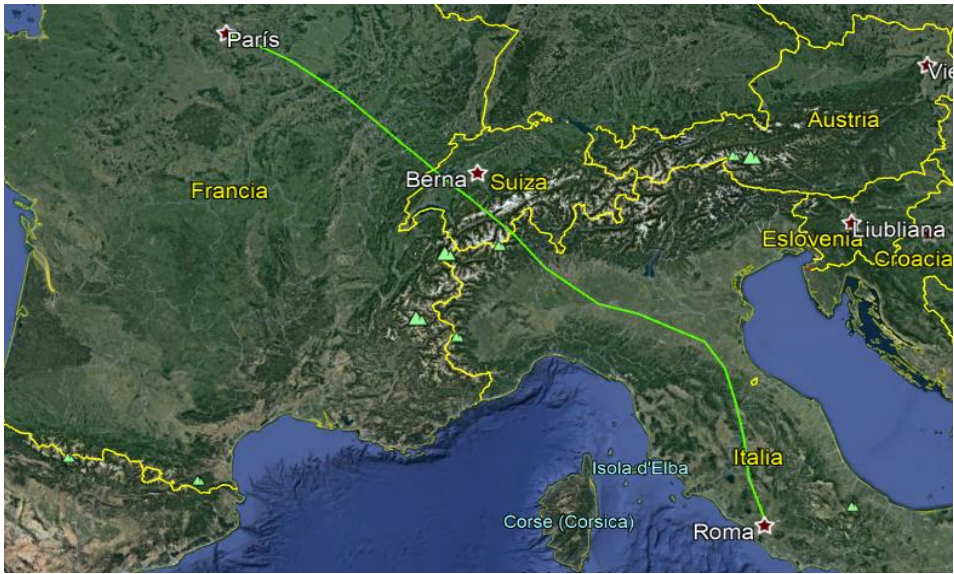 París
Vie
Austria
Berna
Suiza
Francia
Liubliana
Eslovenia
Croacia
Italia
Isola d'Elba
Corse (Corsica)
Roma